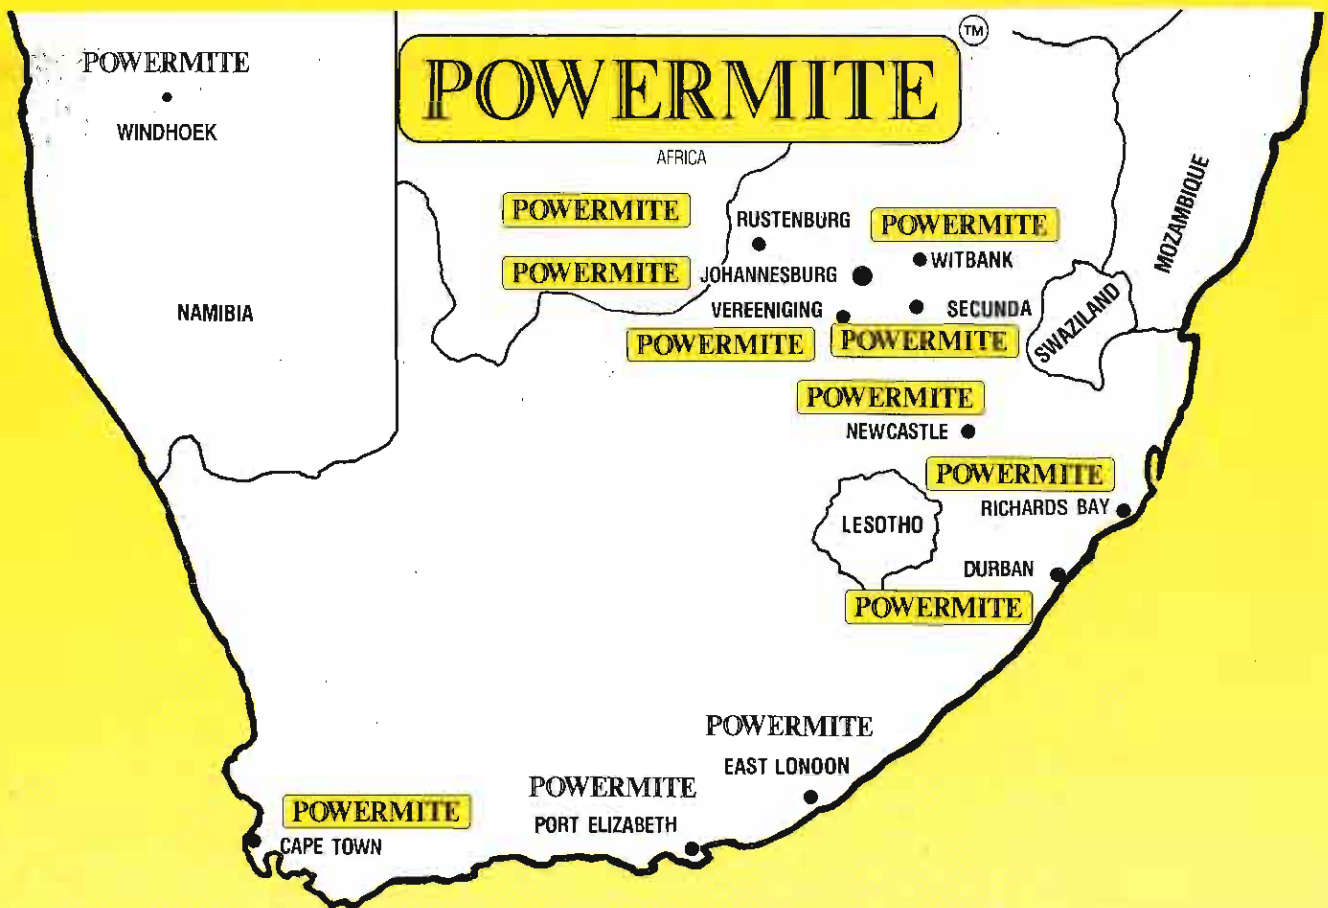 TM
POWERMITE
AFRICA
POWERMITE
WINDHOEK
POWERMITE
RUSTENBURG
POWERMITE
POWERMITE
JOHANNESBURG
WITBANK
MOZAMBIQUE
NAMIBIA
VEREENIGING
SECUNDA
SWAZILAND
POWERMITE
POWERMITE
POWERMITE
NEWCASTLE
POWERMITE
RICHARDS BAY
LESOTHO
DURBAN
POWERMITE
POWERMITE
EAST LONDON
POWERMITE
PORT ELIZABETH
POWERMITE
CAPE TOWN